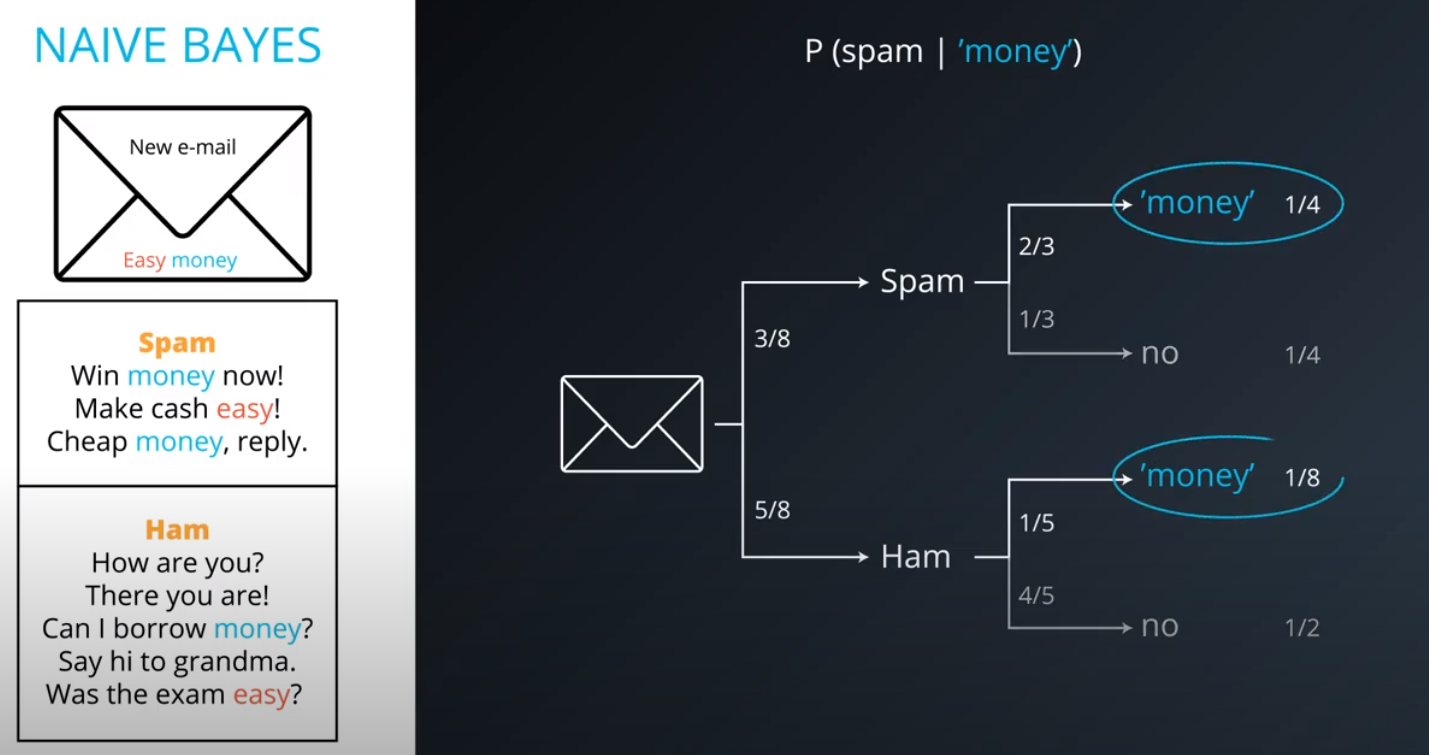 NAIVE BAYES
New e-mail
Easy money
Spam
Win money now!
Make cash easy!
Cheap money, reply.
Ham
How are you?
There you are!
Can I borrow money?
Say hi to grandma.
Was the exam easy?
P (spam | ’money’)
’money’ 1/4
2/3
Spam
1/3
3/8
no 1/4
’money’ 1/8
5/8
1/5
Ham
4/5
no 1/2